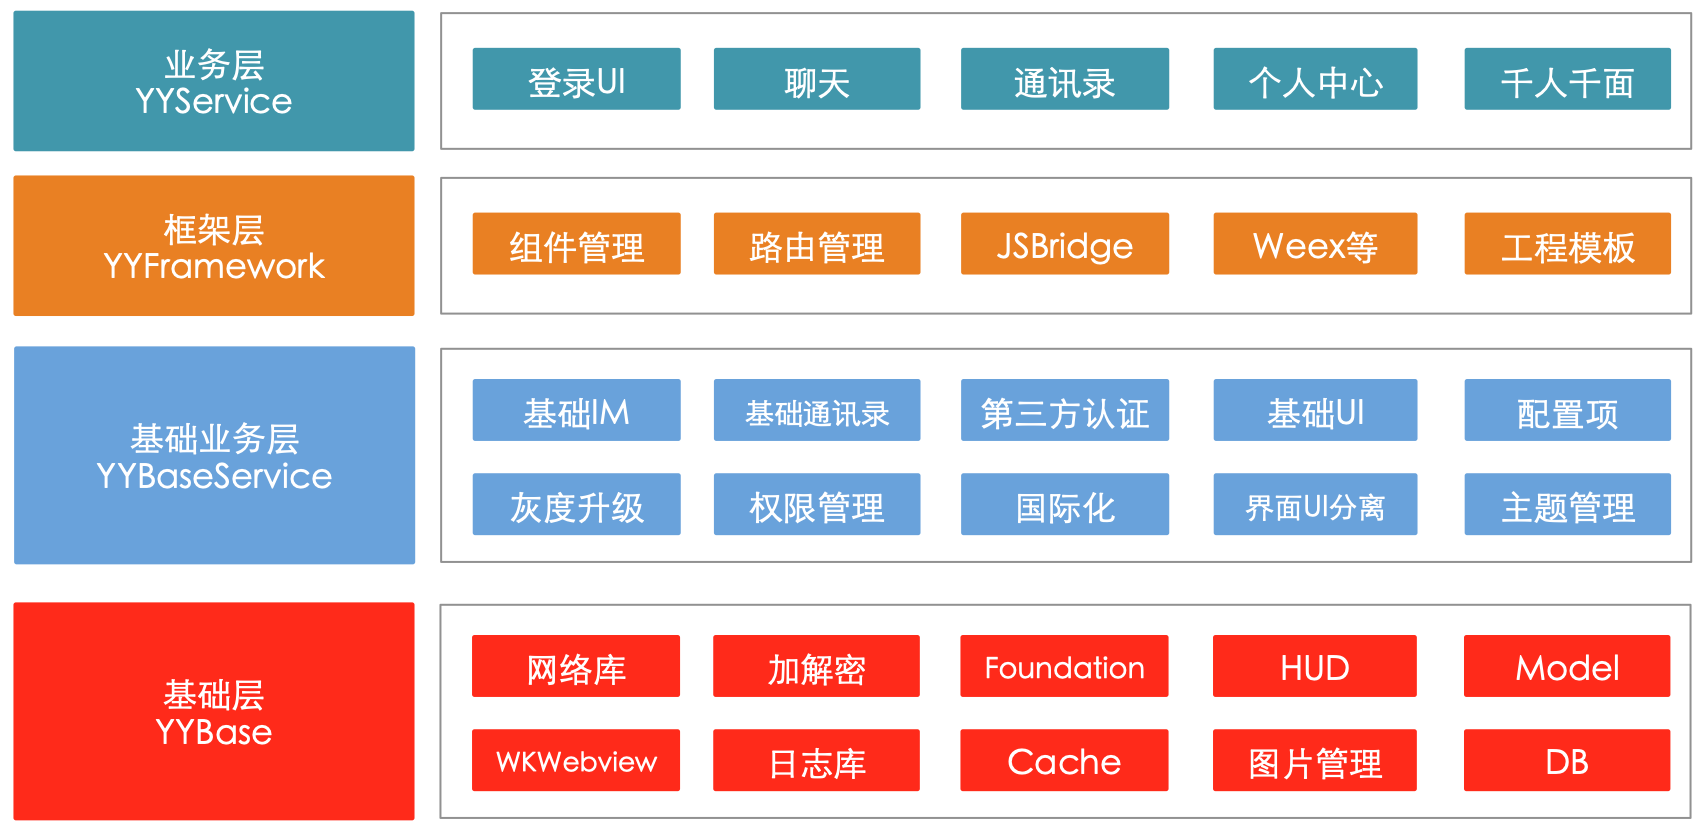 业务层
YYService
登录UI
聊天
通讯录
个人中心
千人千面
框架层
YYFramework
组件管理
路由管理
JSBridge
Weex等
工程模板
基础业务层
YYBaseService
基础IM
基础通讯录
第三方认证
基础UI
配置项
灰度升级
权限管理
国际化
界面UI分离
主题管理
基础层
YYBase
网络库
加解密
Foundation
HUD
Model
WKWebview
日志库
Cache
图片管理
DB